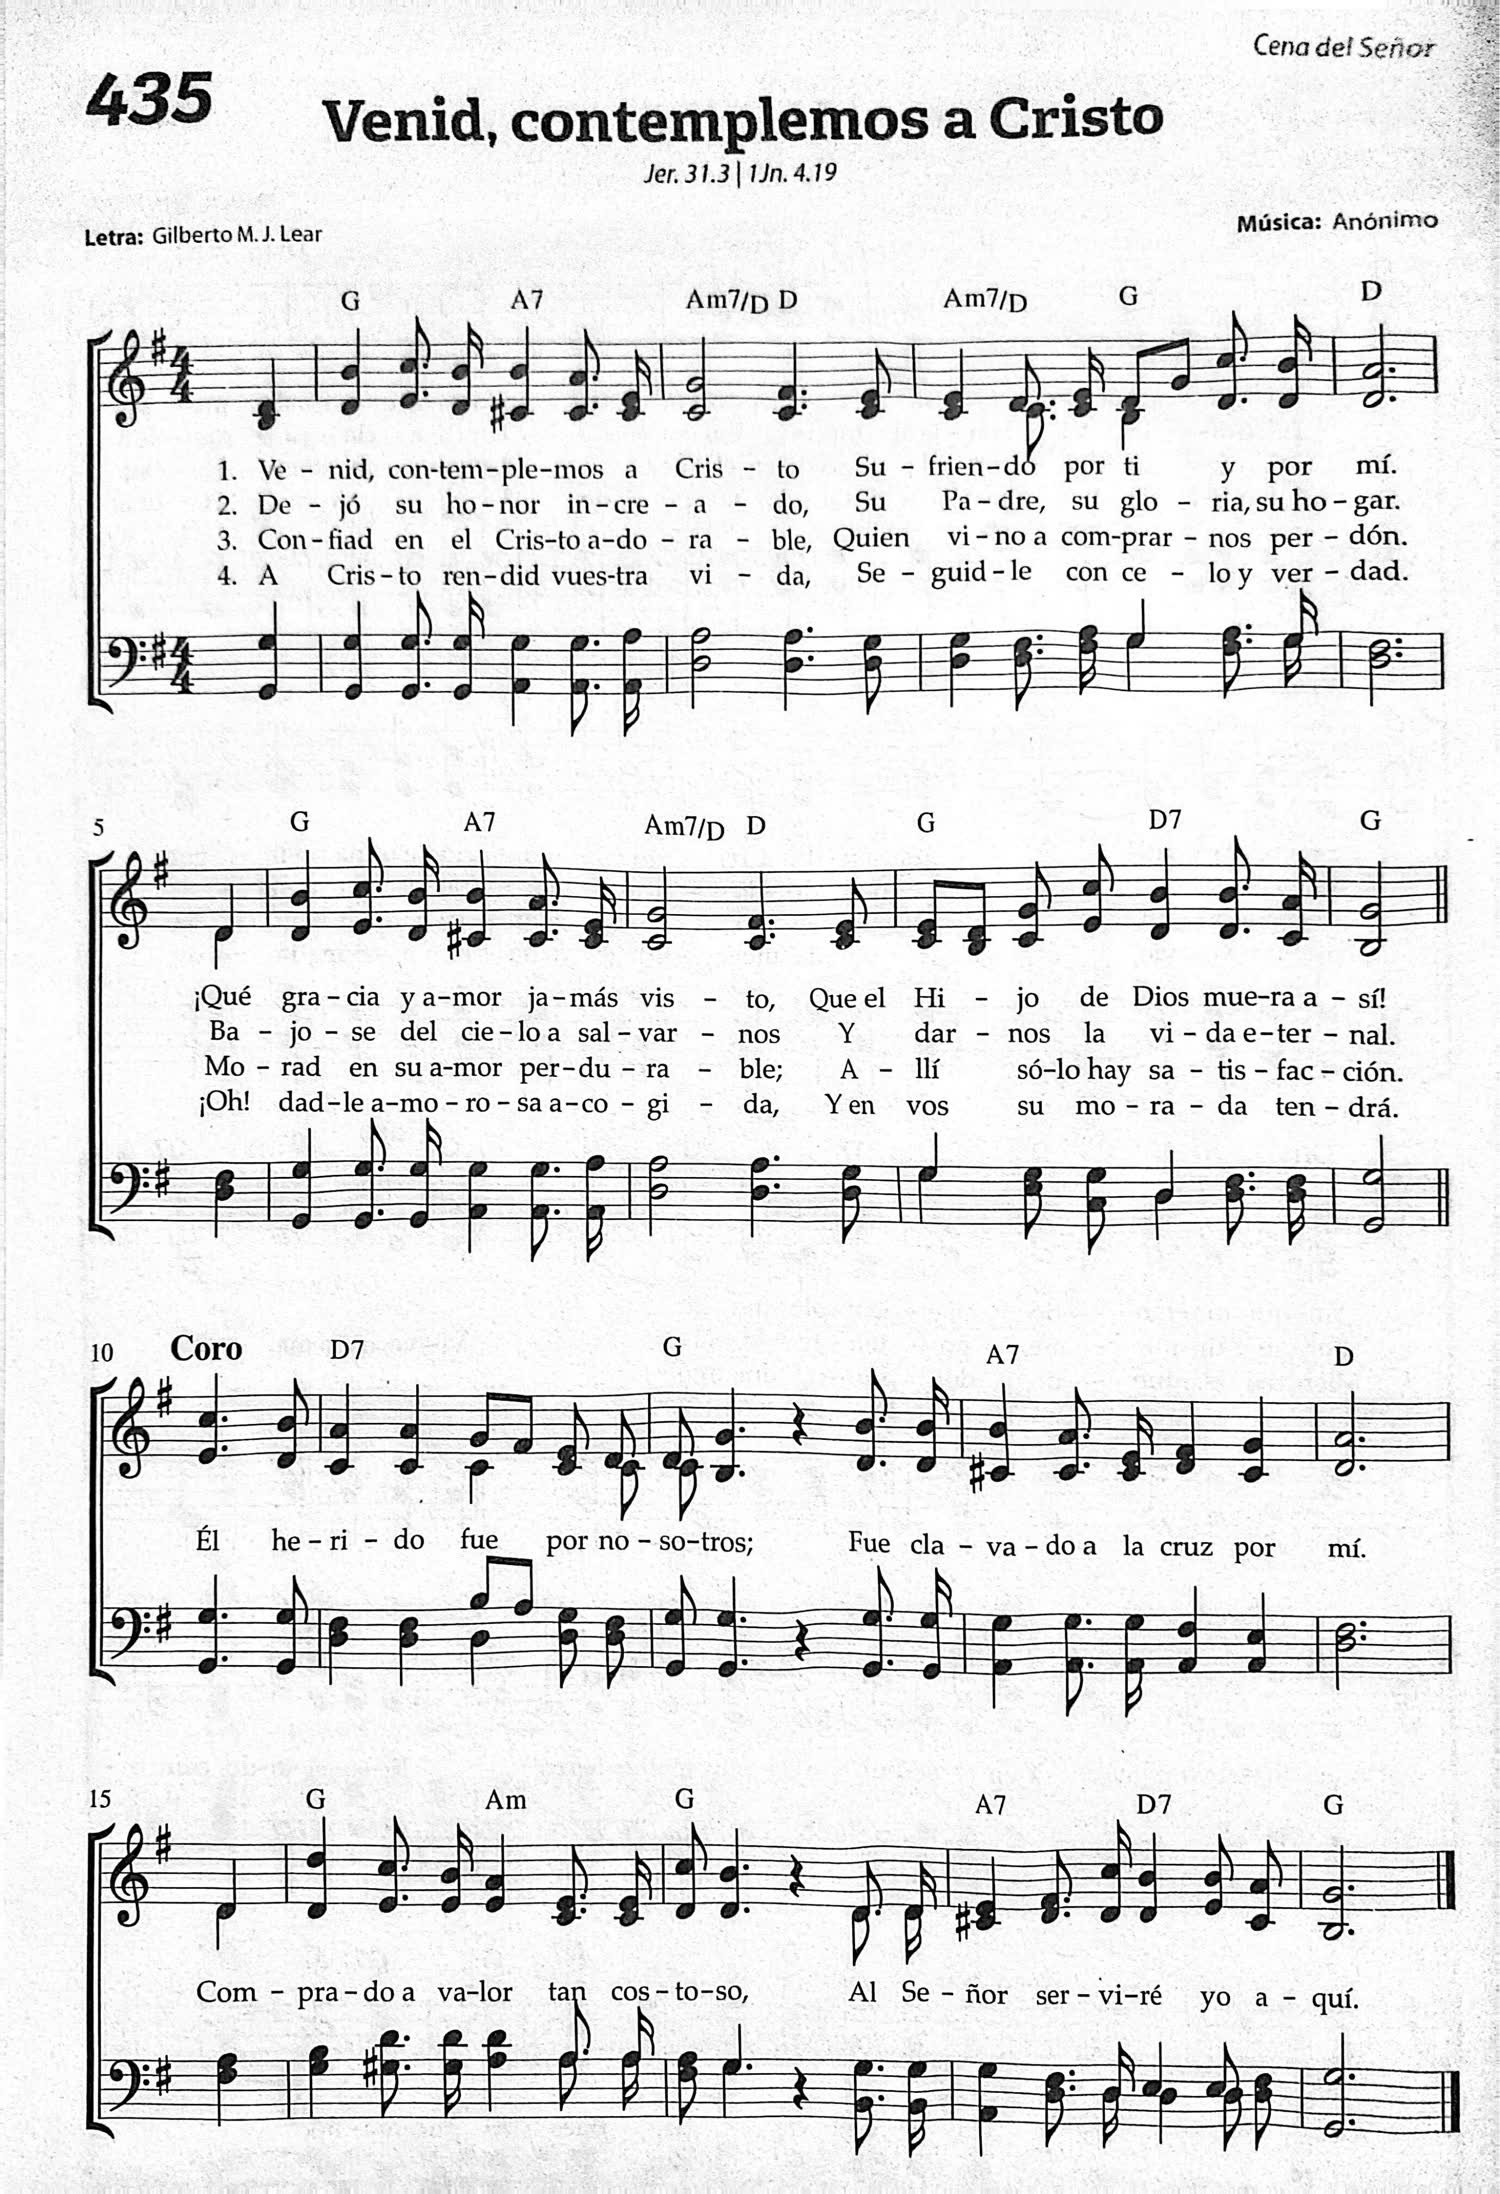 Cena del Señor
435
Venid, contemplemos a Cristo
Jer. 31.3 | 1Jn. 4.19
Letra: Gilberto M. J. Lear
Música: Anónimo
G A7 Am7/D D Am7/D G D
1. Ve – nid, con-tem–ple–mos a Cris – to Su – frien–do por ti y por mí.
2. De – jó su ho–nor in–cre – a – do, Su Pa–dre, su glo – ria, su ho – gar.
3. Con–fiad en el Cris–to a–do – ra – ble, Quien vi–no a com–prar – nos per – dón.
4. A Cris–to ren–did vues-tra vi – da, Se – guid–le con ce – lo y ver – dad.
5
G A7 Am7/D D G D7 G
¡Qué gra–cia y a–mor ja–más vis – to, Que el Hi – jo de Dios mue–ra a – sí!
Ba – jo – se del cie–lo a sal–var – nos Y dar – nos la vi–da e–ter – nal.
Mo – rad en su a–mor per–du – ra – ble; A – llí só–lo hay sa – tis – fac – ción.
¡Oh! dad–le a–mo – ro – sa a–co – gi – da, Y en vos su mo – ra – da ten – drá.
10
Coro D7 G A7 D
Él he – ri – do fue por no – so–tros; Fue cla – va – do a la cruz por mí.
15
G Am G A7 D7 G
Com – pra – do a va–lor tan cos – to–so, Al Se – ñor ser – vi–ré yo a – quí.